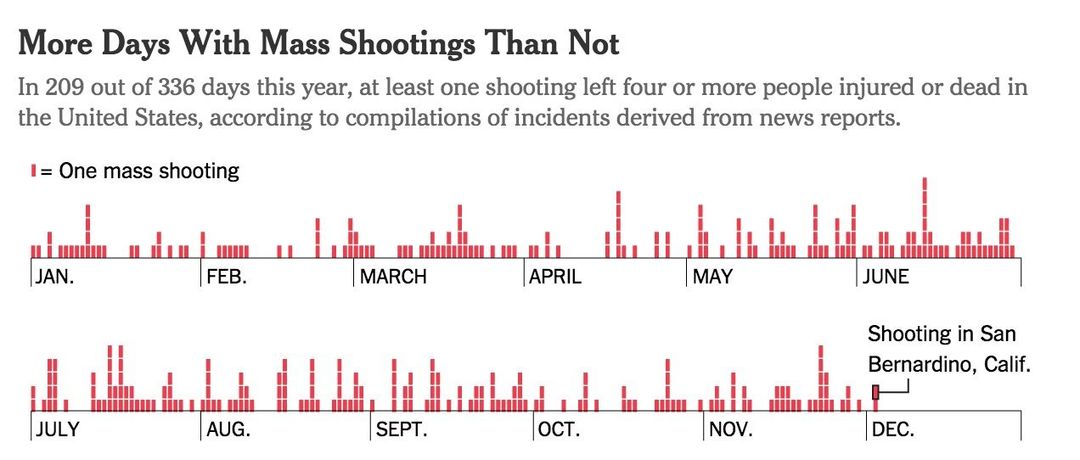 More Days With Mass Shootings Than Not
In 209 out of 336 days this year, at least one shooting left four or more people injured or dead in
the United States, according to compilations of incidents derived from news reports.
= One mass shooting
JAN.
FEB.
MARCH
APRIL
MAY
JUNE
Shooting in San
Bernardino, Calif.
JULY
AUG.
SEPT.
OCT.
NOV.
DEC.